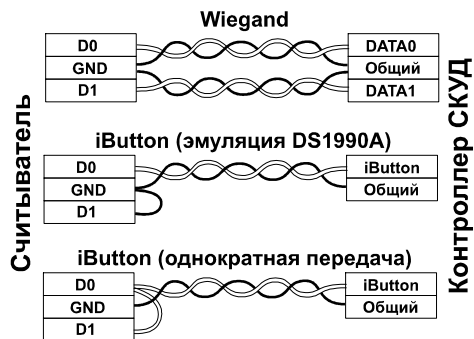 Wiegand
D0 DATA0
GND Общий
D1 DATA1
iButton (эмуляция DS1990A)
D0 iButton
GND Общий
D1
iButton (однократная передача)
D0 iButton
GND Общий
D1
Считыватель
Контроллер СКУД